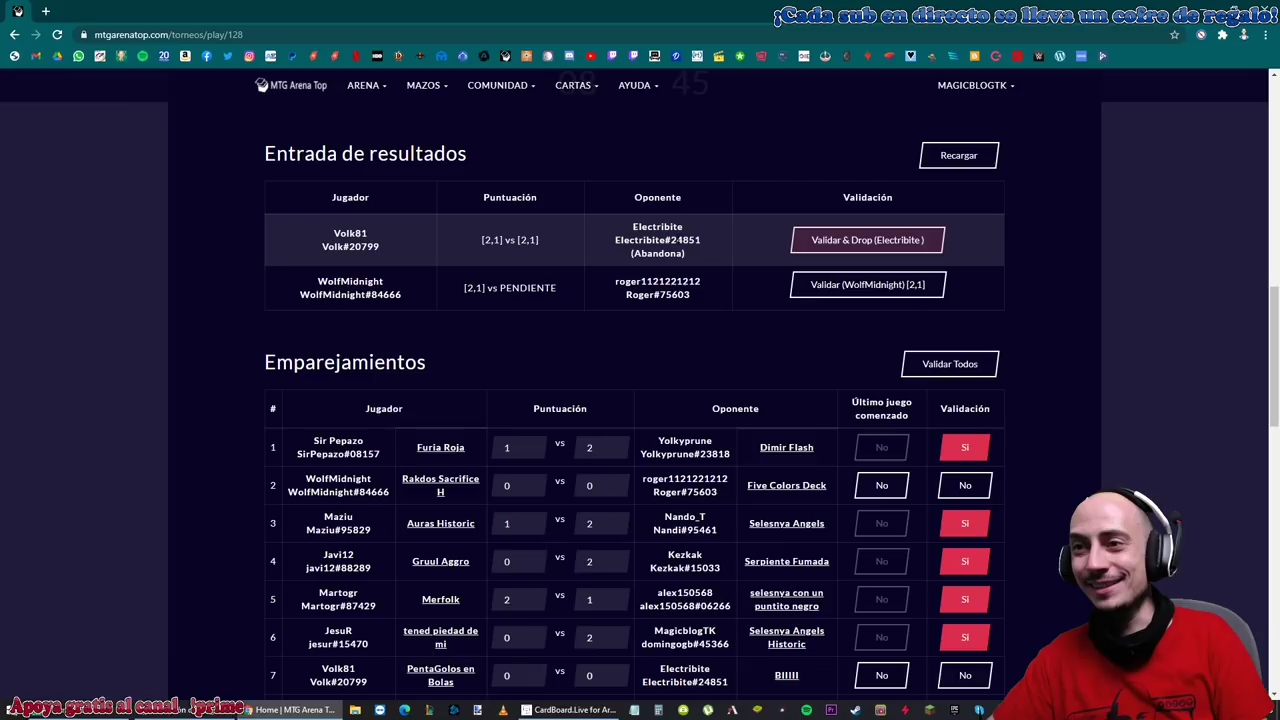 ¡Cada sub en directo se lleva un cofre de regalo!
mtgarenatop.com/torneos/play/128
MTG Arena Top ARENA MAZOS COMUNIDAD CARTAS AYUDA 45 MAGICBLOGTK
Entrada de resultados
Recargar
Jugador Puntuación Oponente Validación
Volk81
Volk#20799
[2,1] vs [2,1]
Electribite
Electribite#24851
(Abandona)
Validar & Drop (Electribite )
WolfMidnight
WolfMidnight#84666
[2,1] vs PENDIENTE
roger1121221212
Roger#75603
Validar (WolfMidnight) [2,1]
Emparejamientos
Validar Todos
# Jugador Puntuación Oponente
Último juego
comenzado
Validación
1
Sir Pepazo
SirPepazo#08157
Furia Roja
1 vs 2
Yolkyprune
Yolkyprune#23818
Dimir Flash
No Si
2
WolfMidnight
WolfMidnight#84666
Rakdos Sacrifice
H
0 vs 0
roger1121221212
Roger#75603
Five Colors Deck
No No
3
Maziu
Maziu#95829
Auras Historic
1 vs 2
Nando_T
Nandi#95461
Selesnya Angels
No Si
4
Javi12
javi12#88289
Gruul Aggro
0 vs 2
Kezkak
Kezkak#15033
Serpiente Fumada
No Si
5
Martogr
Martogr#87429
Merfolk
2 vs 1
alex150568
alex150568#06266
selesnya con un
puntito negro
No Si
6
JesuR
jesur#15470
tened piedad de
mi
0 vs 2
MagicblogTK
domingogb#45366
Selesnya Angels
Historic
No Si
7
Volk81
Volk#20799
PentaGolos en
Bolas
0 vs 0
Electribite
Electribite#24851
BIIIII
No No
Apoya gratis al canal !prime
Home | MTG Arena T...
CardBoard.Live for Ar...